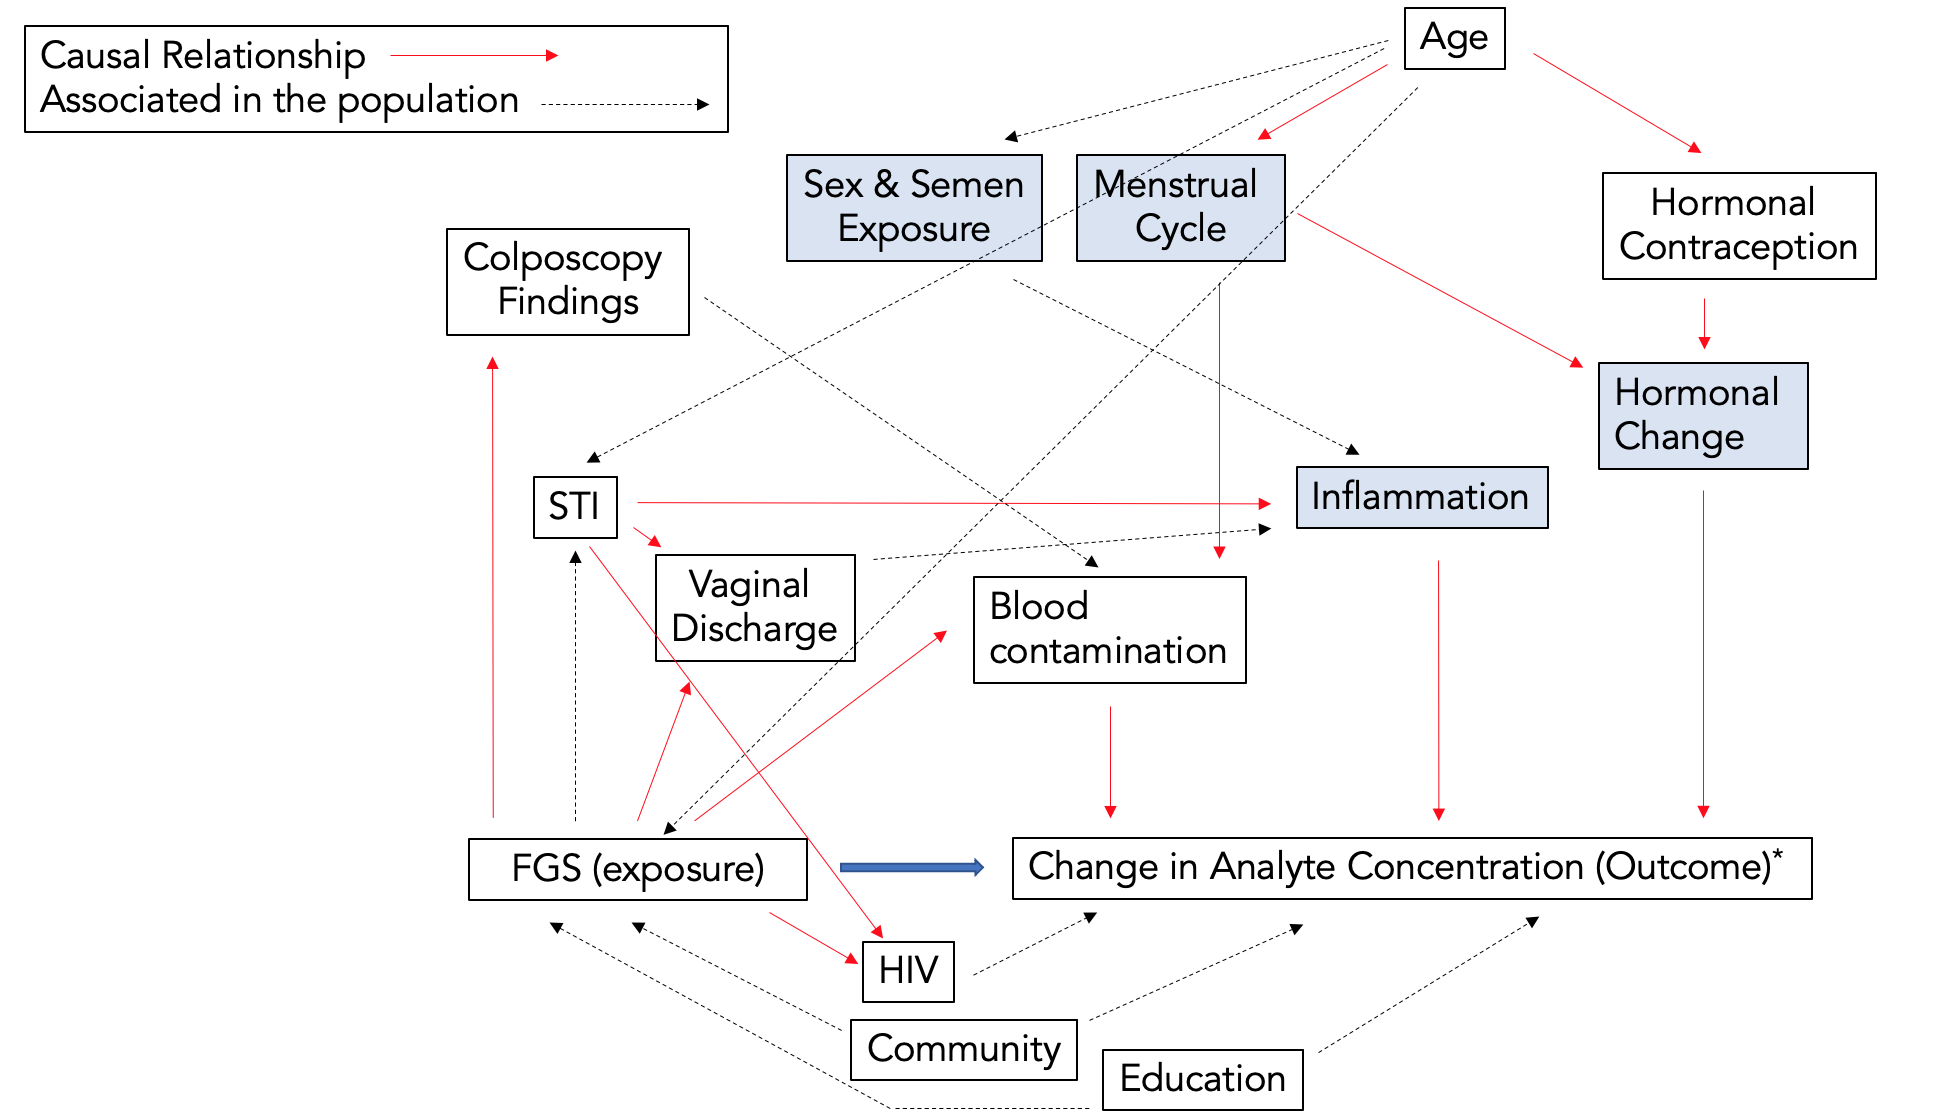 Causal Relationship
Associated in the population
Age
Sex & Semen
Exposure
Menstrual
Cycle
Hormonal
Contraception
Colposcopy
Findings
Hormonal
Change
STI
Inflammation
Vaginal
Discharge
Blood
contamination
FGS (exposure)
Change in Analyte Concentration (Outcome)*
HIV
Community
Education